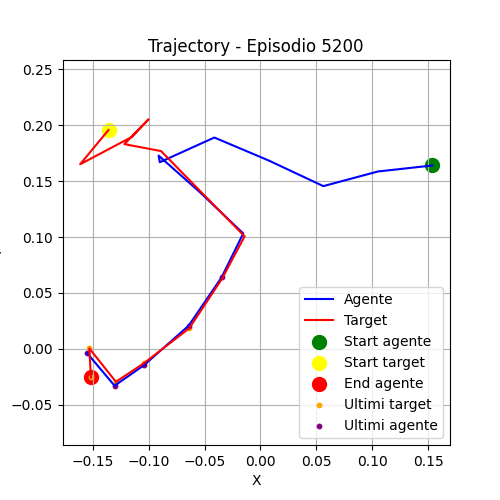 Trajectory - Episodio 5200
0.25
0.20
0.15
0.10
0.05
0.00
−0.05
−0.15
−0.10
−0.05
0.00
0.05
0.10
0.15
X
Agente
Target
Start agente
Start target
End agente
Ultimi target
Ultimi agente